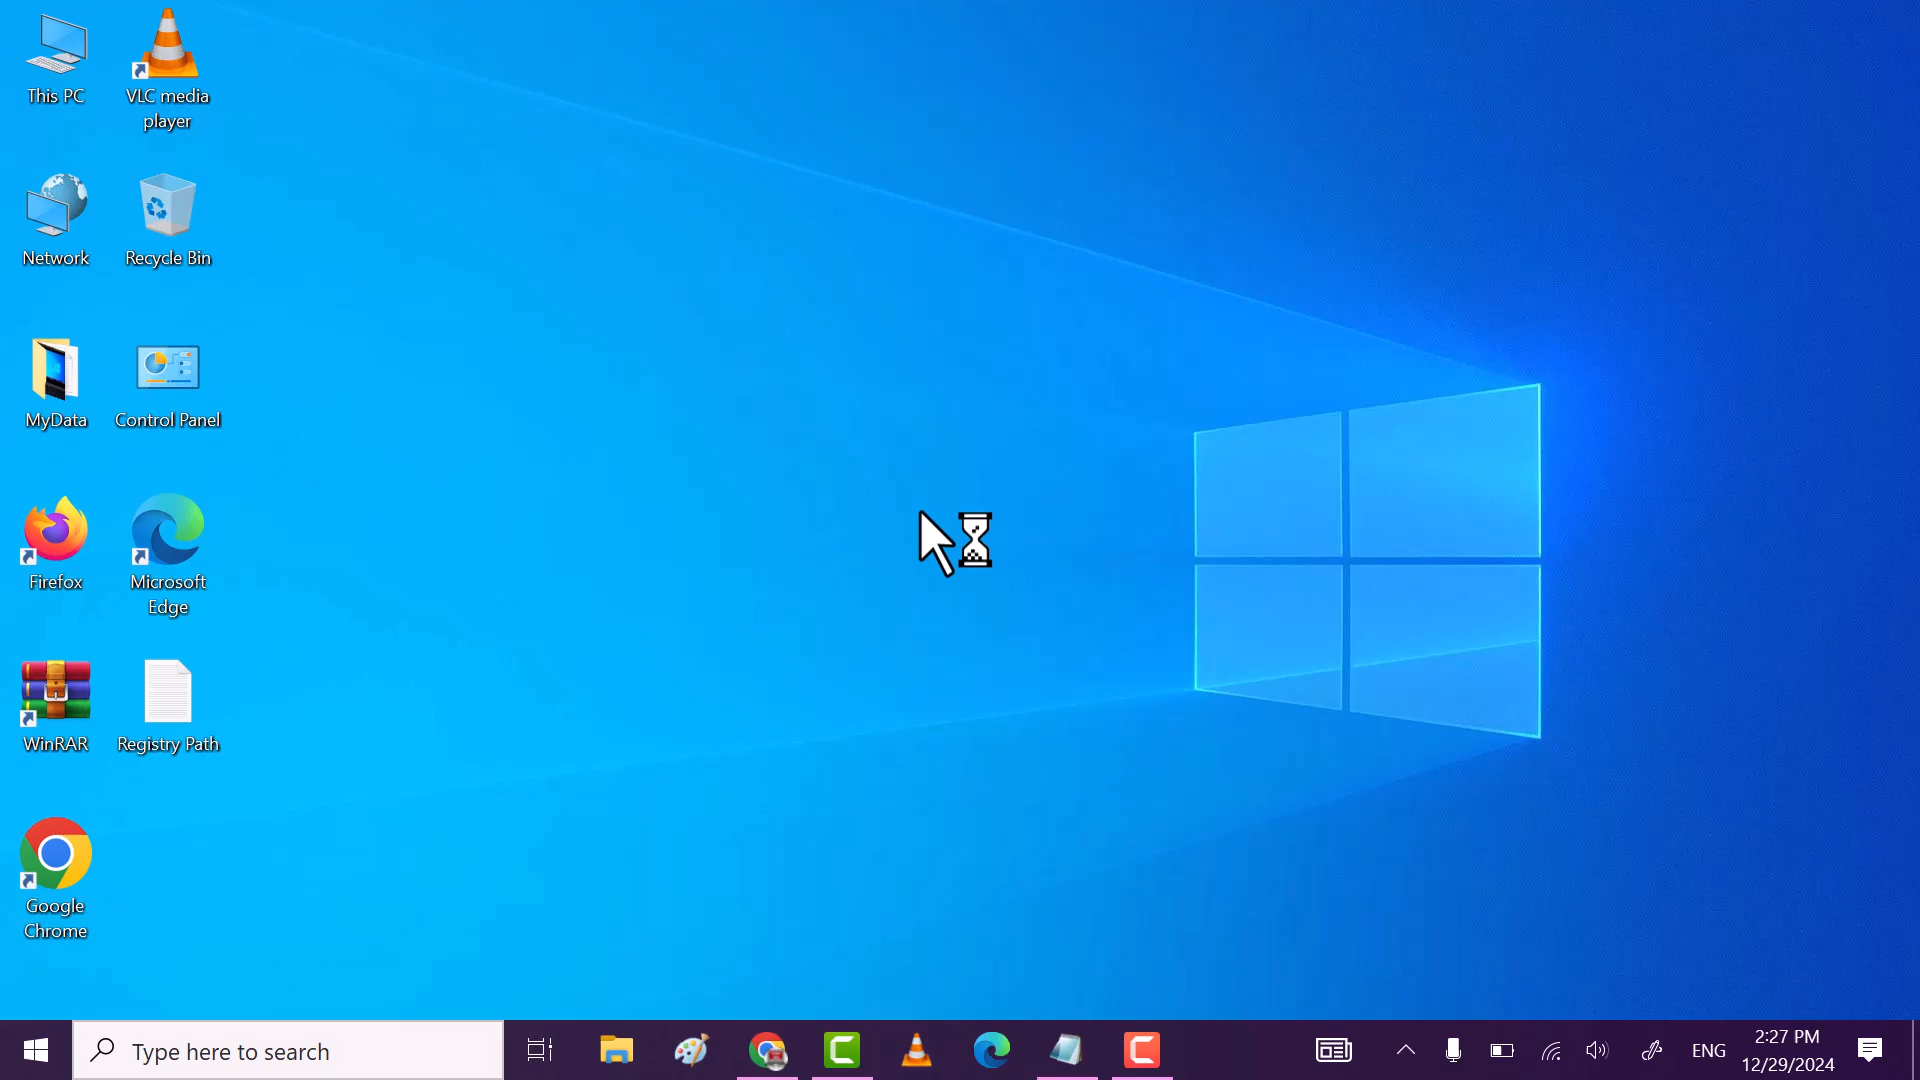 This PC
VLC media
player
Network
Recycle Bin
MyData
Control Panel
Firefox
Microsoft
Edge
WinRAR
Registry Path
Google
Chrome
Type here to search
ENG
2:27 PM
12/29/2024